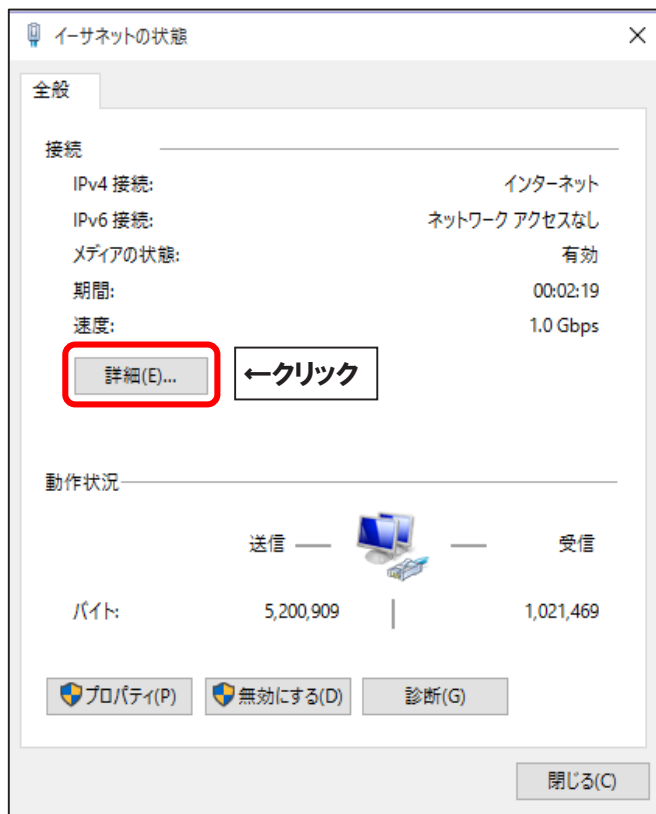 イーサネットの状態
全般
接続
IPv4 接続: インターネット
IPv6 接続: ネットワーク アクセスなし
メディアの状態: 有効
期間: 00:02:19
速度: 1.0 Gbps
詳細(E)... ←クリック
動作状況
送信 受信
バイト: 5,200,909 1,021,469
プロパティ(P) 無効にする(D) 診断(G)
閉じる(C)